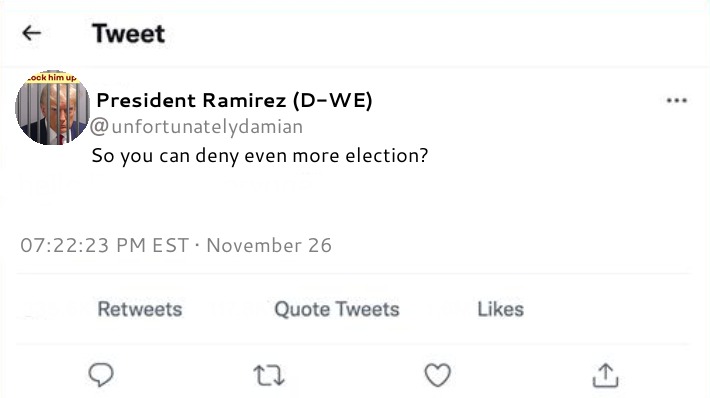 Tweet
Lock him up
President Ramirez (D-WE)
@unfortunatelydamian
So you can deny even more election?
07:22:23 PM EST · November 26
Retweets Quote Tweets Likes